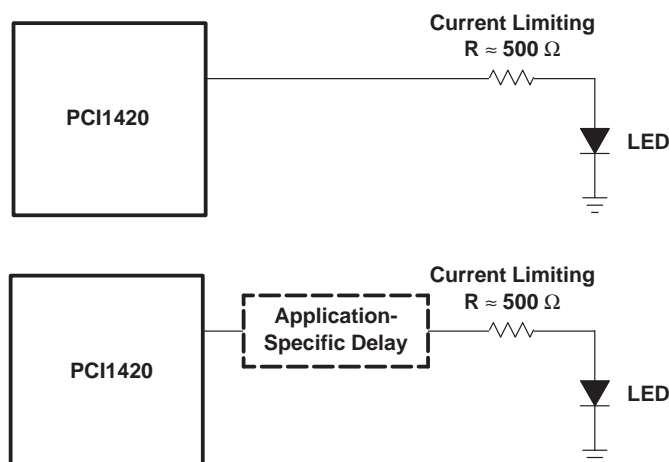 Current Limiting
R ≈ 500 Ω
PCI1420
LED
Current Limiting
R ≈ 500 Ω
Application-
Specific Delay
PCI1420
LED